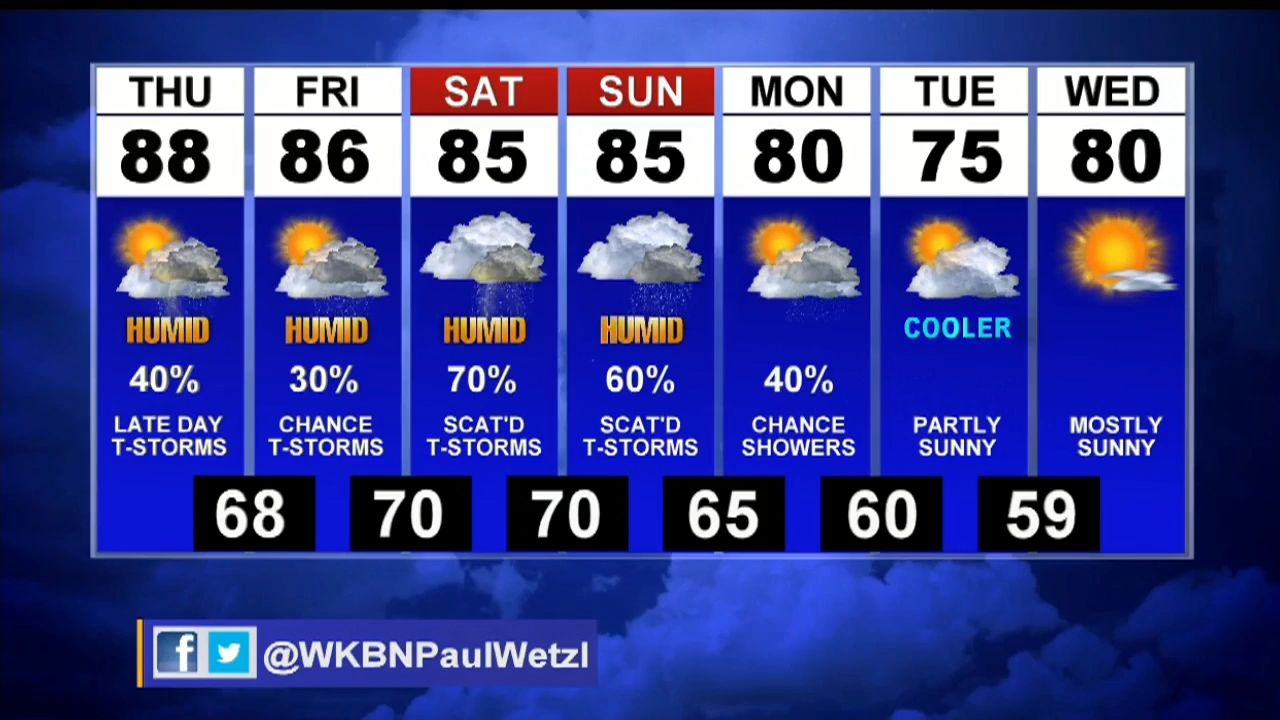 THU FRI SAT SUN MON TUE WED
88 86 85 85 80 75 80
HUMID HUMID HUMID HUMID COOLER
40% 30% 70% 60% 40%
LATE DAY CHANCE SCAT'D SCAT'D CHANCE PARTLY MOSTLY
T-STORMS T-STORMS T-STORMS T-STORMS SHOWERS SUNNY SUNNY
68 70 70 65 60 59
f @WKBNPaulWetzl